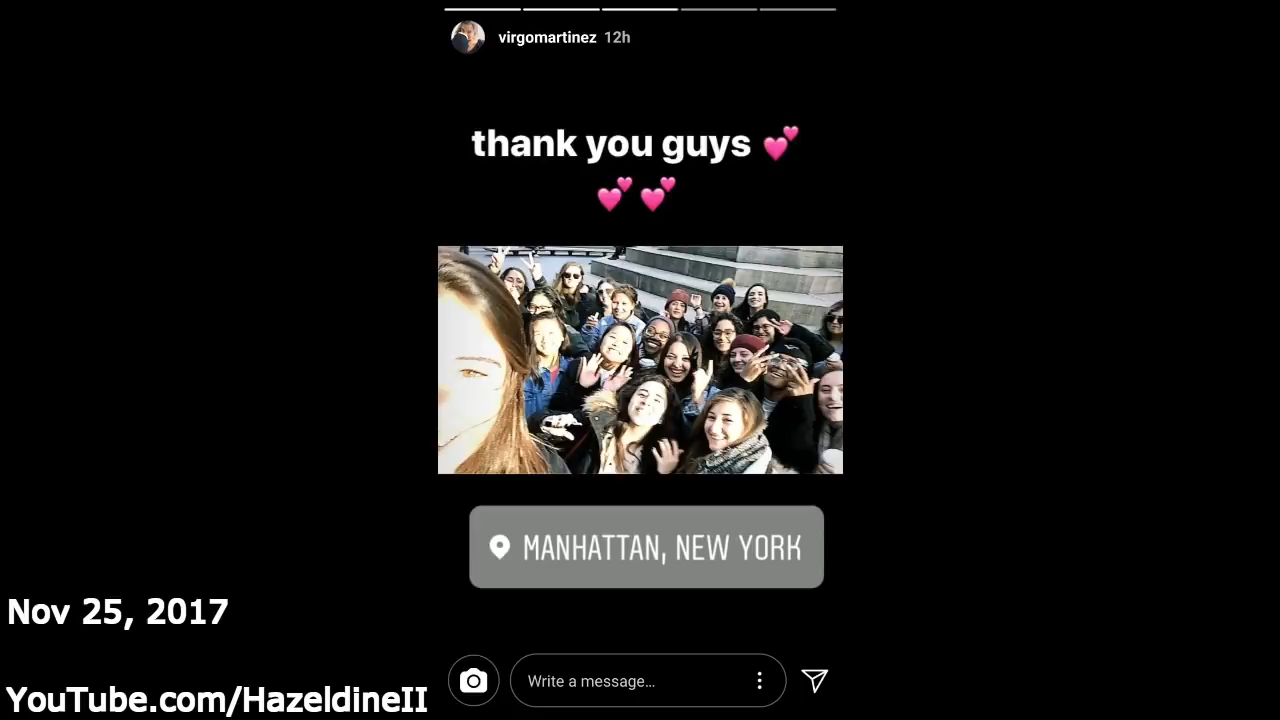 virgomartinez 12h
thank you guys 💕
💕 💕
MANHATTAN, NEW YORK
Nov 25, 2017
Write a message...
YouTube.com/HazeldineII